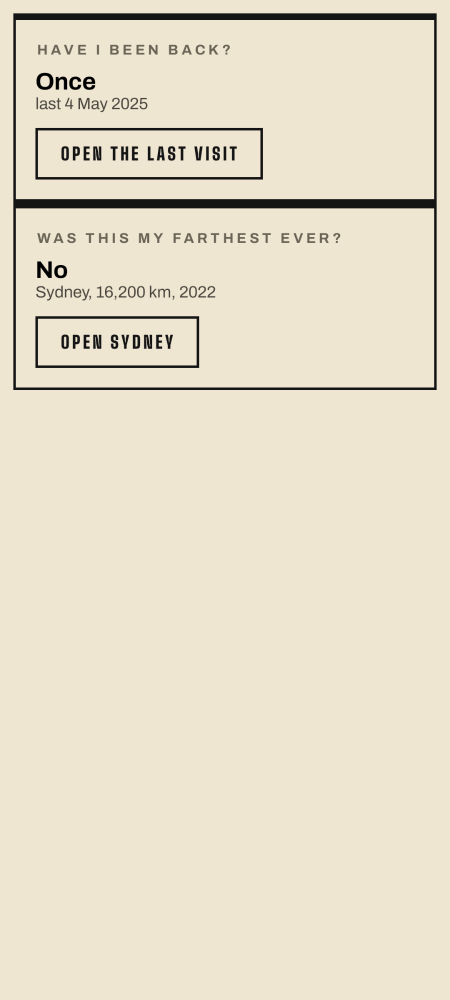 HAVE I BEEN BACK?
Once
last 4 May 2025
OPEN THE LAST VISIT
WAS THIS MY FARTHEST EVER?
No
Sydney, 16,200 km, 2022
OPEN SYDNEY